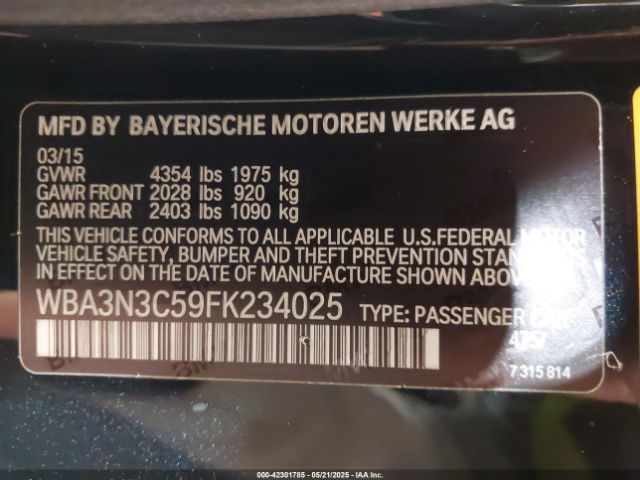 MFD BY BAYERISCHE MOTOREN WERKE AG
03/15
GVWR 4354 lbs 1975 kg
GAWR FRONT 2028 lbs 920 kg
GAWR REAR 2403 lbs 1090 kg
THIS VEHICLE CONFORMS TO ALL APPLICABLE U.S.FEDERAL MOTOR
VEHICLE SAFETY, BUMPER AND THEFT PREVENTION STANDARDS
IN EFFECT ON THE DATE OF MANUFACTURE SHOWN ABOVE.
WBA3N3C59FK234025 TYPE: PASSENGER CAR
7 315 814
000-42301785 — 05/21/2025 — IAA Inc.